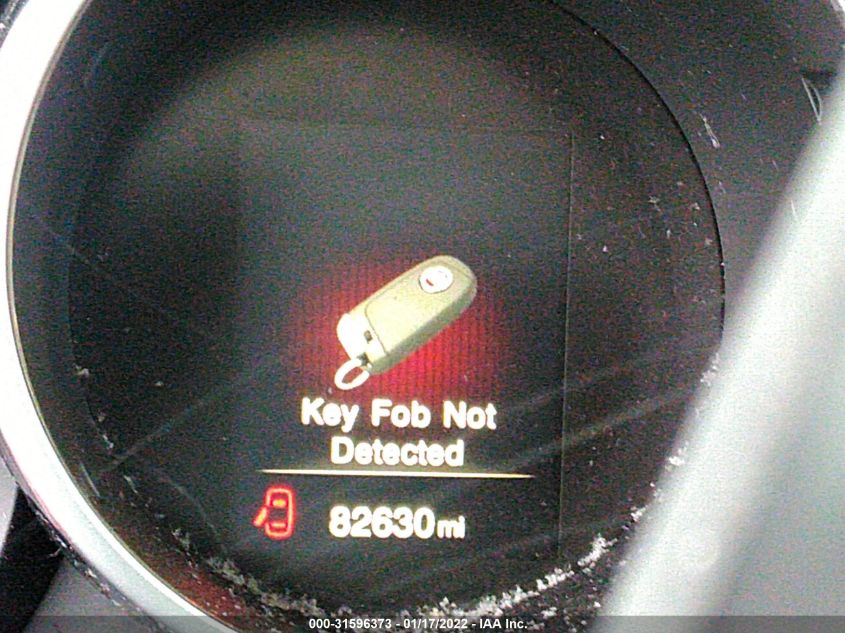 Key Fob Not
Detected
82630mi
000-31596373 - 01/17/2022 - IAA Inc.